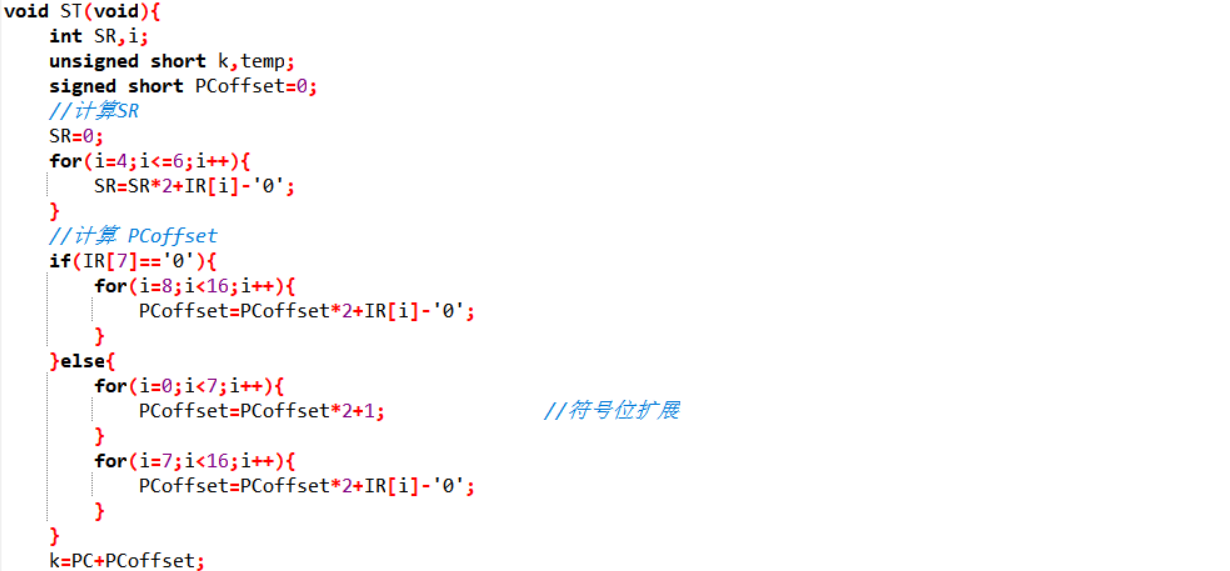 void ST(void){
    int SR,i;
    unsigned short k,temp;
    signed short PCoffset=0;
    //计算SR
    SR=0;
    for(i=4;i<=6;i++){
        SR=SR*2+IR[i]-'0';
    }
    //计算 PCoffset
    if(IR[7]=='0'){
        for(i=8;i<16;i++){
            PCoffset=PCoffset*2+IR[i]-'0';
        }
    }else{
        for(i=0;i<7;i++){
            PCoffset=PCoffset*2+1;              //符号位扩展
        }
        for(i=7;i<16;i++){
            PCoffset=PCoffset*2+IR[i]-'0';
        }
    }
    k=PC+PCoffset;